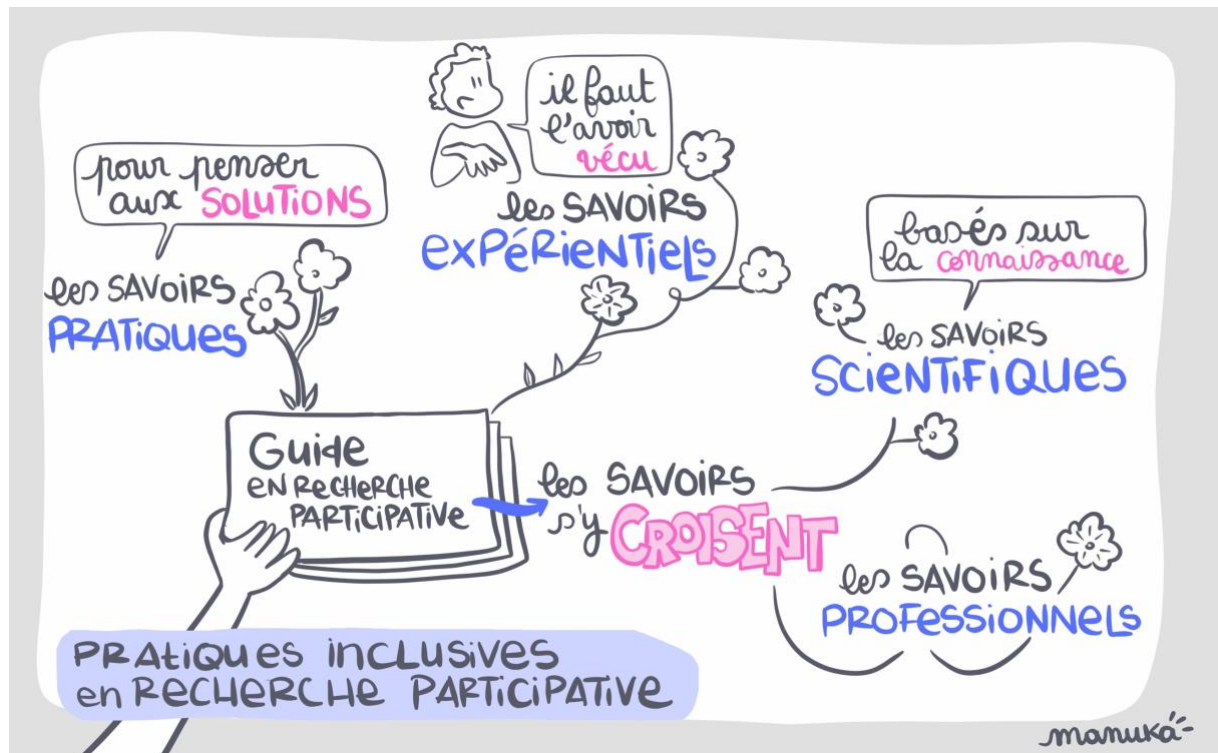 pour penser
aux SOLUTIONS
les SAVOIRS
PRATIQUES
il faut
l'avoir
vécu
les SAVOIRS
EXPÉRIENTIELS
basés sur
la connaissance
les SAVOIRS
SCIENTIFIQUES
Guide
EN RECHERCHE
PARTICIPATIVE
les SAVOIRS
s'y CROISENT
les SAVOIRS
PROFESSIONNELS
PRATIQUES INCLUSIVES
en RECHERCHE PARTICIPATIVE
manuka